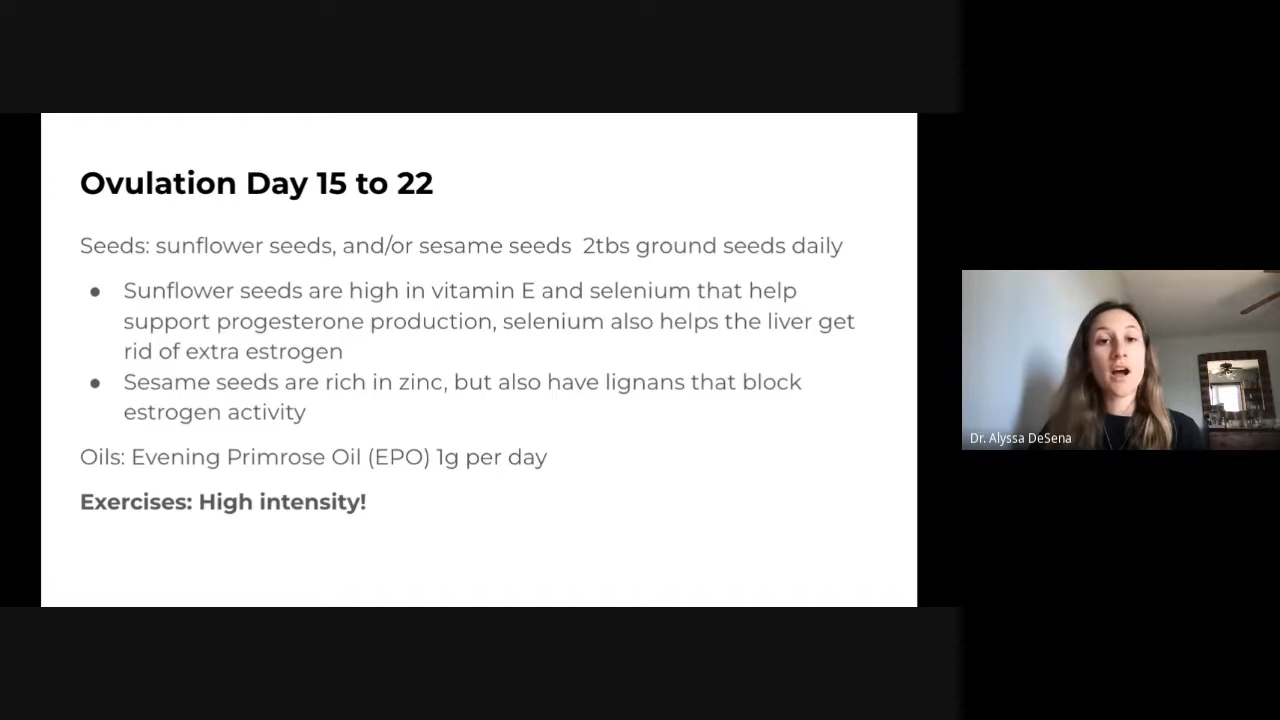 Ovulation Day 15 to 22
Seeds: sunflower seeds, and/or sesame seeds  2tbs ground seeds daily
● Sunflower seeds are high in vitamin E and selenium that help
support progesterone production, selenium also helps the liver get
rid of extra estrogen
● Sesame seeds are rich in zinc, but also have lignans that block
estrogen activity
Oils: Evening Primrose Oil (EPO) 1g per day
Exercises: High intensity!
Dr. Alyssa DeSena